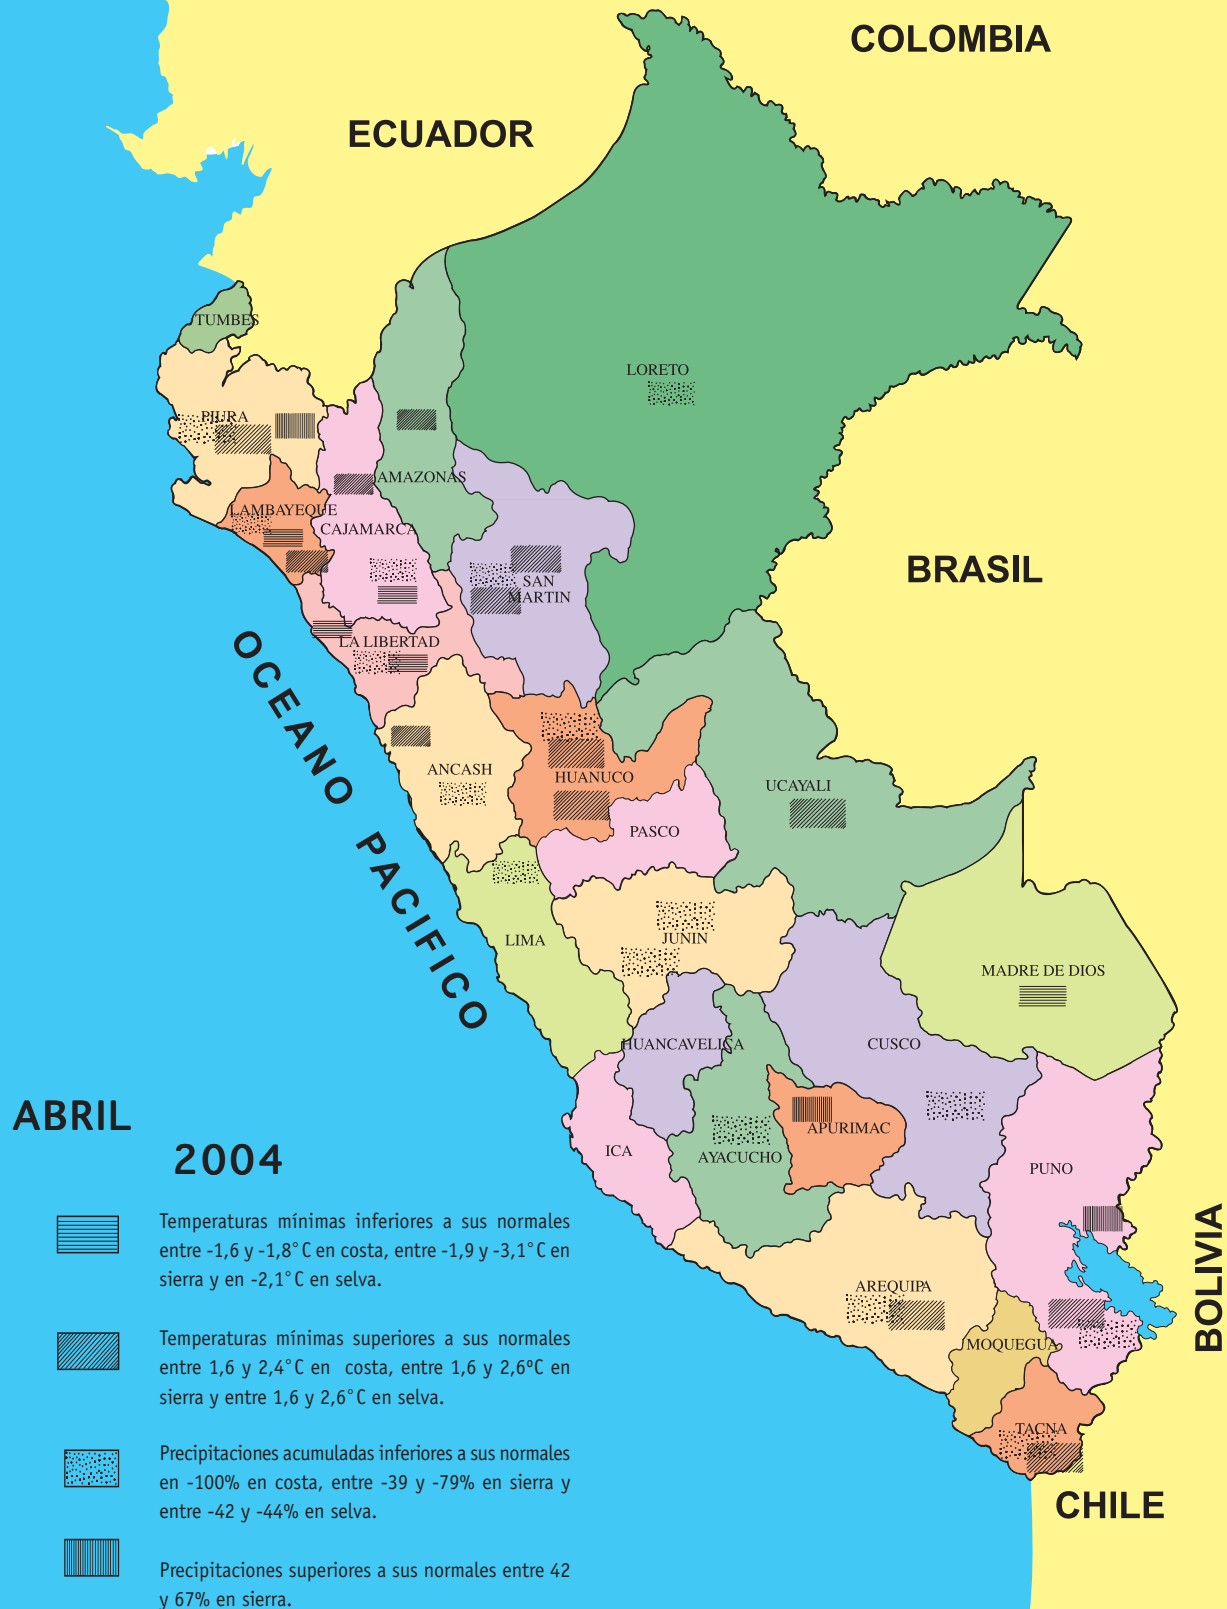 COLOMBIA
ECUADOR
TUMBES
LORETO
PIURA
AMAZONAS
LAMBAYEQUE
CAJAMARCA
BRASIL
SAN
MARTIN
LA LIBERTAD
OCEANO PACIFICO
ANCASH
HUANUCO
UCAYALI
PASCO
LIMA
JUNIN
MADRE DE DIOS
HUANCAVELICA
CUSCO
ABRIL
2004
APURIMAC
ICA
AYACUCHO
PUNO
BOLIVIA
AREQUIPA
MOQUEGUA
TACNA
CHILE
Temperaturas mínimas inferiores a sus normales
entre -1,6 y -1,8°C en costa, entre -1,9 y -3,1°C en
sierra y en -2,1°C en selva.
Temperaturas mínimas superiores a sus normales
entre 1,6 y 2,4°C en costa, entre 1,6 y 2,6ºC en
sierra y entre 1,6 y 2,6°C en selva.
Precipitaciones acumuladas inferiores a sus normales
en -100% en costa, entre -39 y -79% en sierra y
entre -42 y -44% en selva.
Precipitaciones superiores a sus normales entre 42
y 67% en sierra.